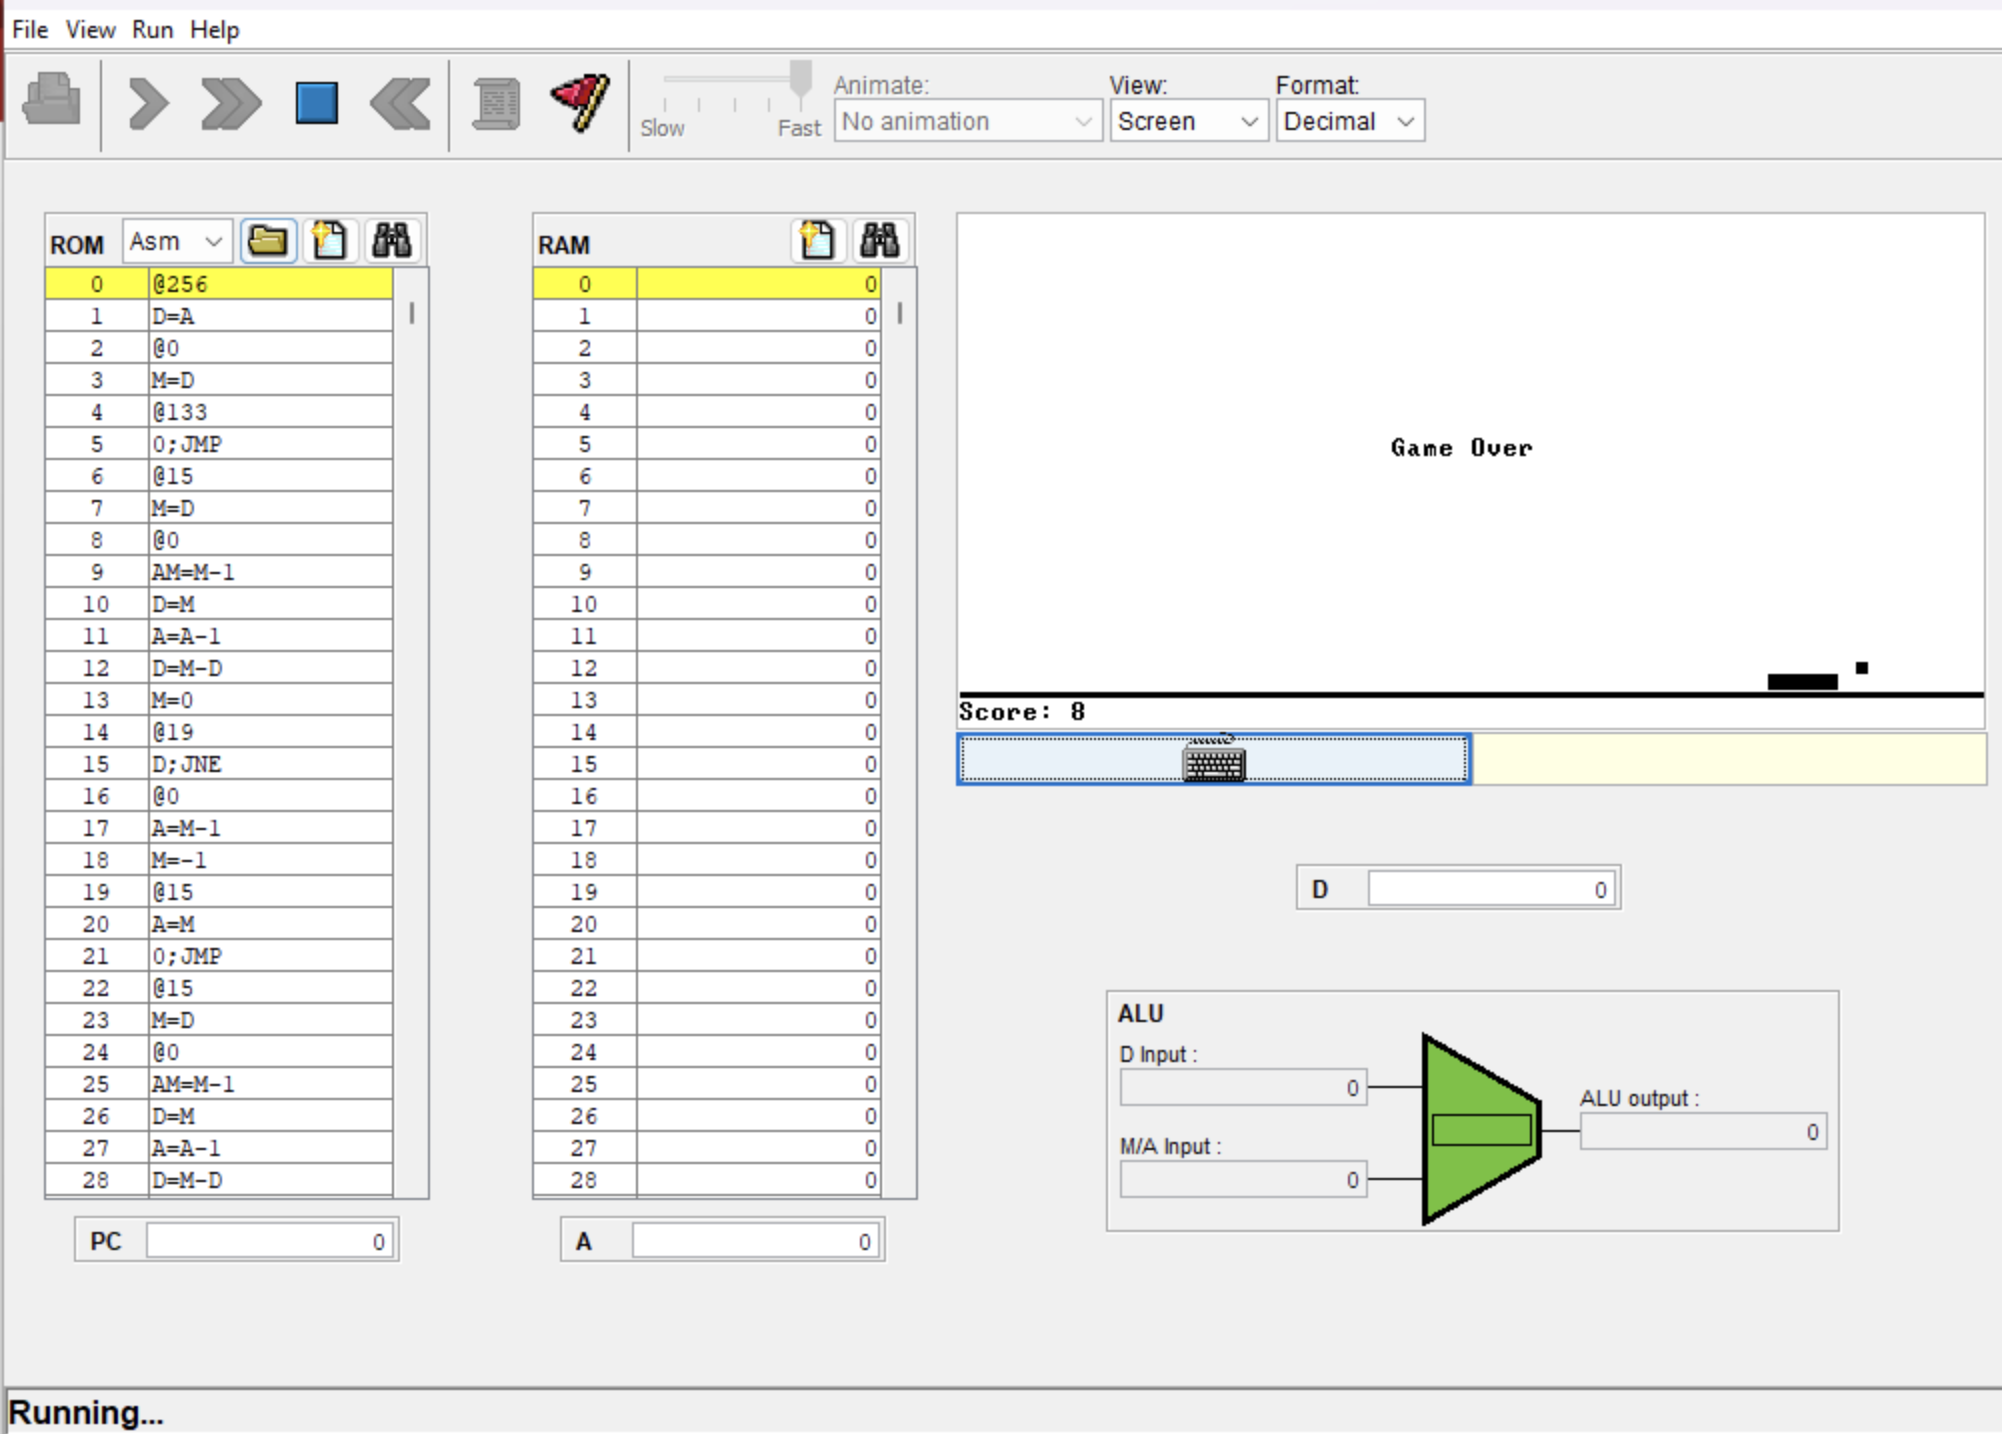 File View Run Help
Animate: View: Format:
Slow Fast No animation Screen Decimal
ROM Asm
0 @256
1 D=A
2 @0
3 M=D
4 @133
5 0;JMP
6 @15
7 M=D
8 @0
9 AM=M-1
10 D=M
11 A=A-1
12 D=M-D
13 M=0
14 @19
15 D;JNE
16 @0
17 A=M-1
18 M=-1
19 @15
20 A=M
21 0;JMP
22 @15
23 M=D
24 @0
25 AM=M-1
26 D=M
27 A=A-1
28 D=M-D
PC 0
RAM
0 0
1 0
2 0
3 0
4 0
5 0
6 0
7 0
8 0
9 0
10 0
11 0
12 0
13 0
14 0
15 0
16 0
17 0
18 0
19 0
20 0
21 0
22 0
23 0
24 0
25 0
26 0
27 0
28 0
A 0
Game Over
Score: 8
D 0
ALU
D Input :
0
M/A Input :
0
ALU output :
0
Running...